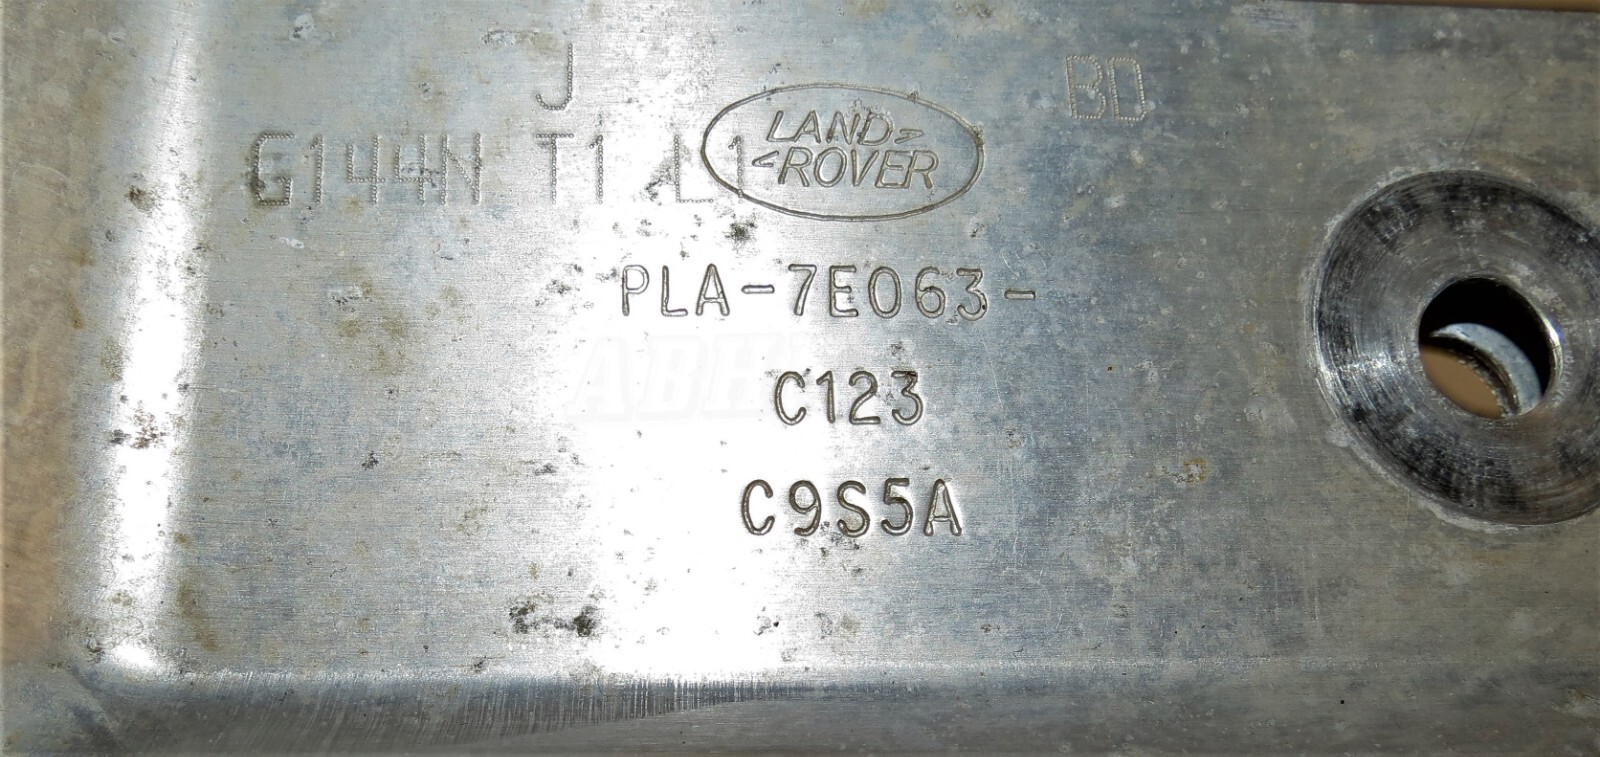 J
BD
G144N T1 L1
LAND
ROVER
PLA-7E063-
C123
C9S5A